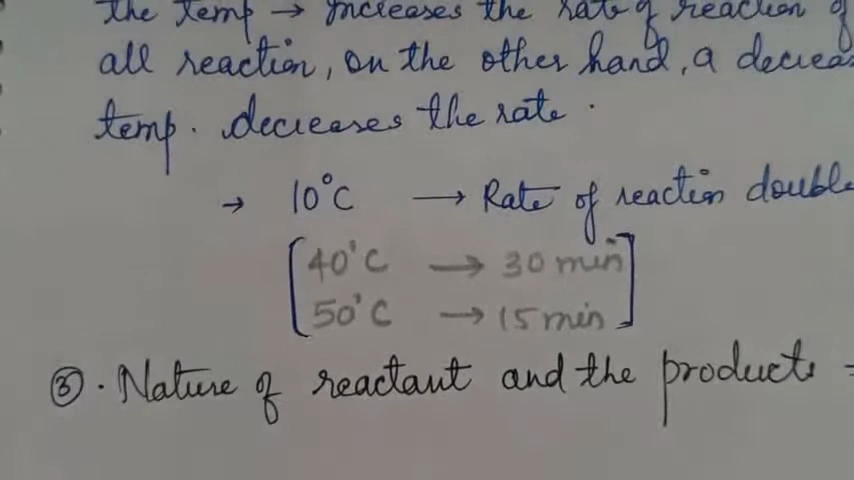 the temp → Increases the rate of reaction of
all reaction, on the other hand, a decreas
temp. decreases the rate.
→ 10°C → Rate of reaction double
[40°C → 30 min
50°C → 15 min]
③. Nature of reactant and the products -